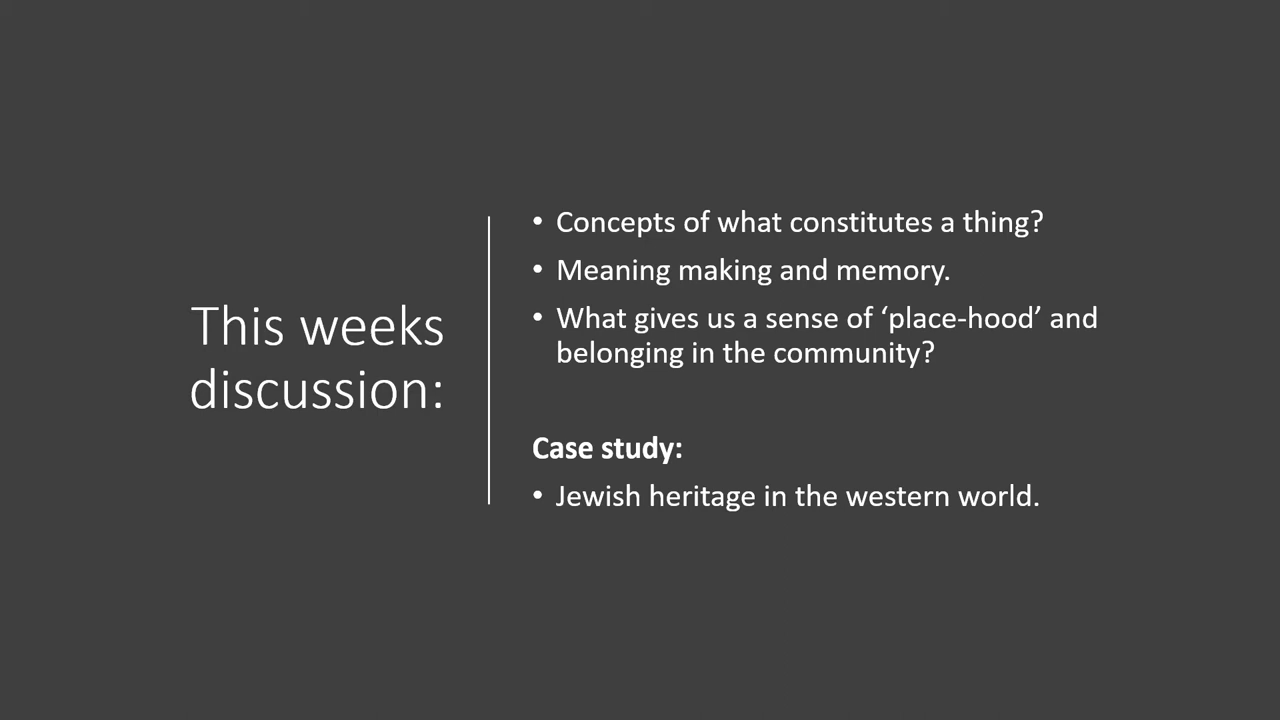 This weeks
discussion:
• Concepts of what constitutes a thing?
• Meaning making and memory.
• What gives us a sense of ‘place-hood’ and
belonging in the community?
Case study:
• Jewish heritage in the western world.